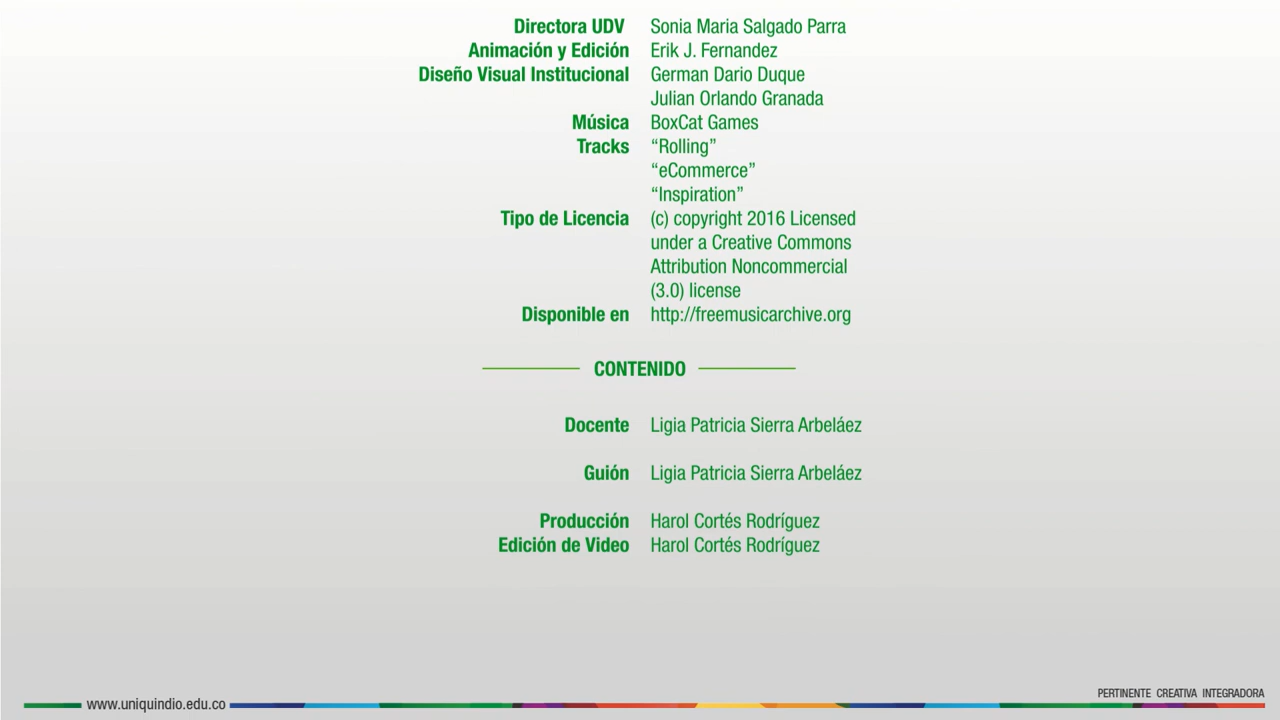 Directora UDV Sonia Maria Salgado Parra
Animación y Edición Erik J. Fernandez
Diseño Visual Institucional German Dario Duque
Julian Orlando Granada
Música BoxCat Games
Tracks “Rolling”
“eCommerce”
“Inspiration”
Tipo de Licencia (c) copyright 2016 Licensed
under a Creative Commons
Attribution Noncommercial
(3.0) license
Disponible en http://freemusicarchive.org
CONTENIDO
Docente Ligia Patricia Sierra Arbeláez
Guión Ligia Patricia Sierra Arbeláez
Producción Harol Cortés Rodríguez
Edición de Video Harol Cortés Rodríguez
PERTINENTE CREATIVA INTEGRADORA
www.uniquindio.edu.co